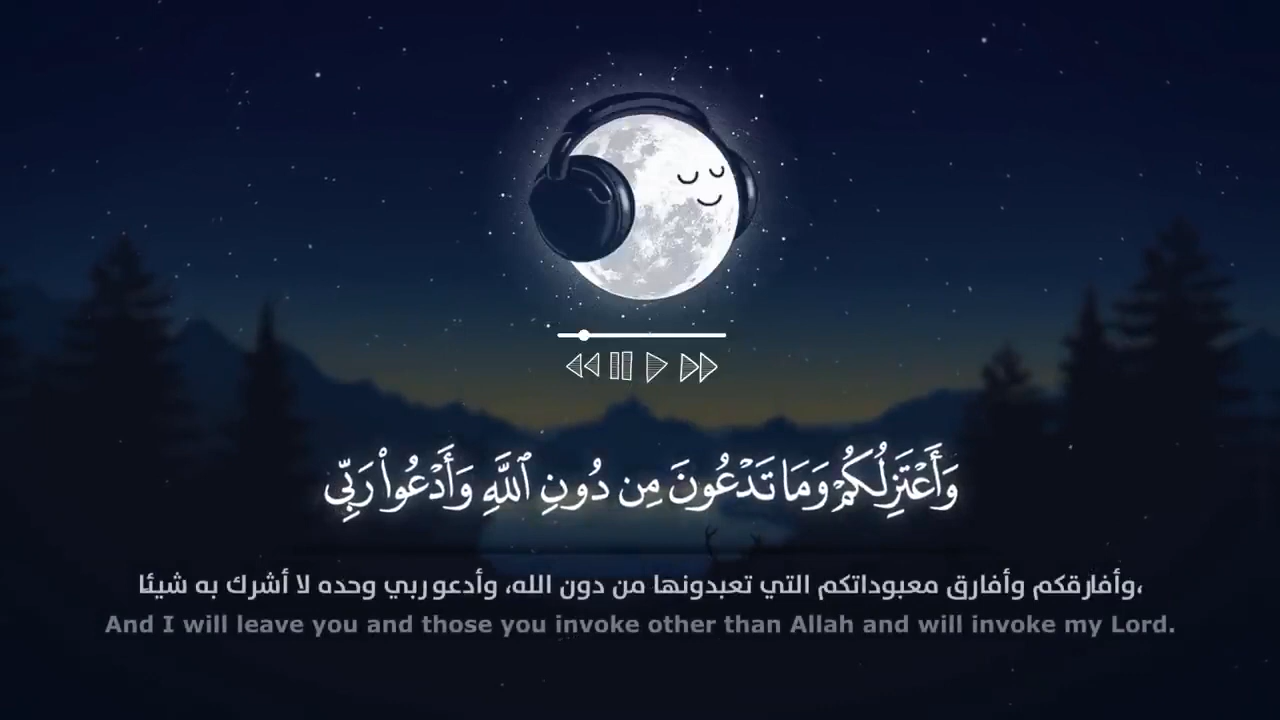 وَأَعْتَزِلُكُمْ وَمَا تَدْعُونَ مِن دُونِ ٱللَّهِ وَأَدْعُوا۟ رَبِّى
وأفارقكم وأفارق معبوداتكم التي تعبدونها من دون الله، وأدعو ربي وحده لا أشرك به شيئًا،
And I will leave you and those you invoke other than Allah and will invoke my Lord.